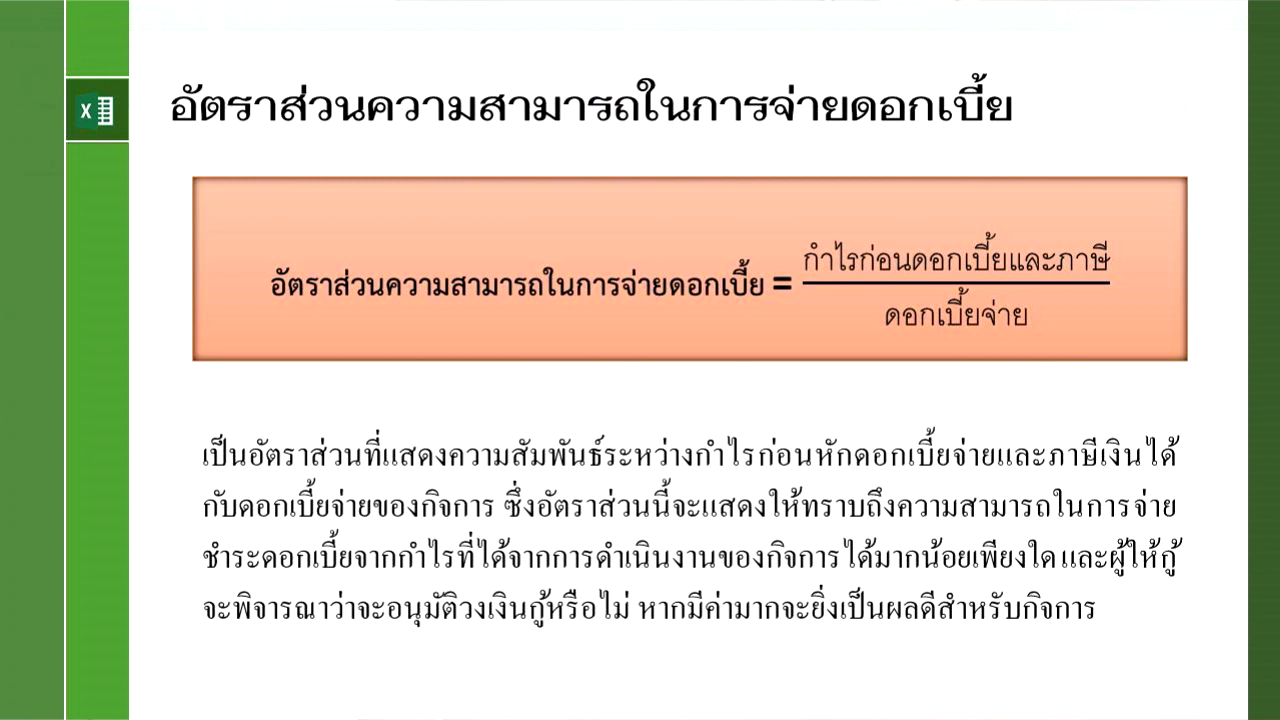 อัตราส่วนความสามารถในการจ่ายดอกเบี้ย
อัตราส่วนความสามารถในการจ่ายดอกเบี้ย = กำไรก่อนดอกเบี้ยและภาษี
ดอกเบี้ยจ่าย
เป็นอัตราส่วนที่แสดงความสัมพันธ์ระหว่างกำไรก่อนหักดอกเบี้ยจ่ายและภาษีเงินได้
กับดอกเบี้ยจ่ายของกิจการ ซึ่งอัตราส่วนนี้จะแสดงให้ทราบถึงความสามารถในการจ่าย
ชำระดอกเบี้ยจากกำไรที่ได้จากการดำเนินงานของกิจการได้มากน้อยเพียงใด และผู้ให้กู้
จะพิจารณาว่าจะอนุมัติวงเงินกู้หรือไม่ หากมีค่ามากจะยิ่งเป็นผลดีสำหรับกิจการ